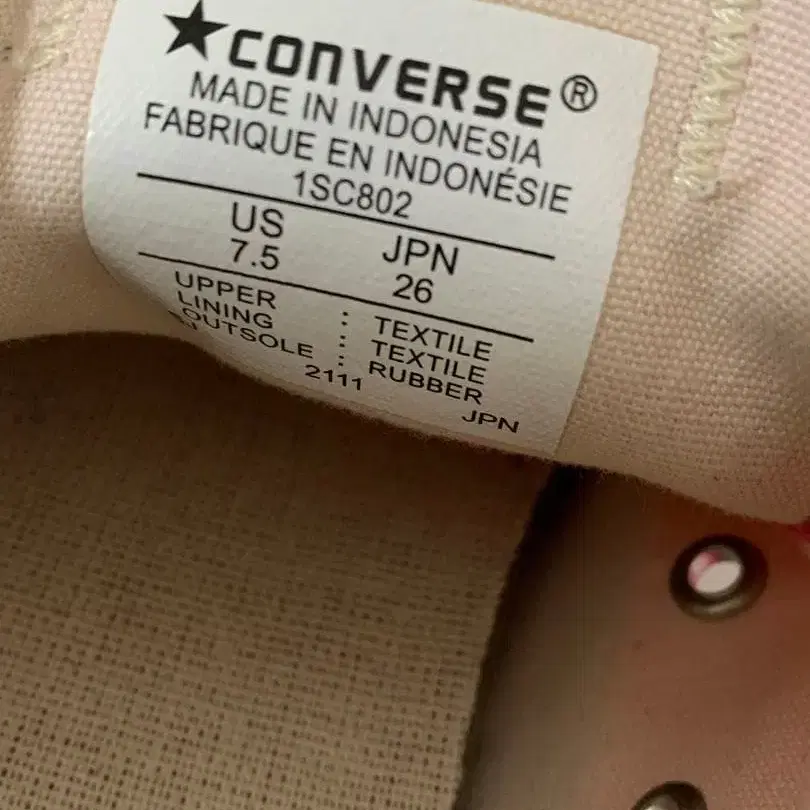 ★CONVERSE®
MADE IN INDONESIA
FABRIQUE EN INDONÉSIE
1SC802
US JPN
7.5 26
UPPER : TEXTILE
LINING : TEXTILE
OUTSOLE : RUBBER
2111
JPN